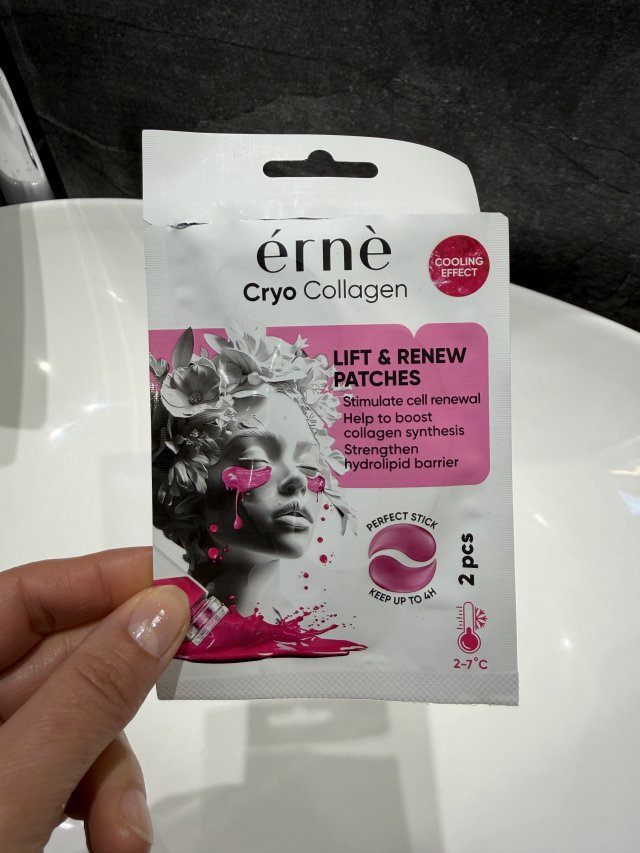 érnè
Cryo Collagen
COOLING
EFFECT
LIFT & RENEW
PATCHES
Stimulate cell renewal
Help to boost
collagen synthesis
Strengthen
hydrolipid barrier
PERFECT STICK
KEEP UP TO 4H
2 pcs
2-7°C